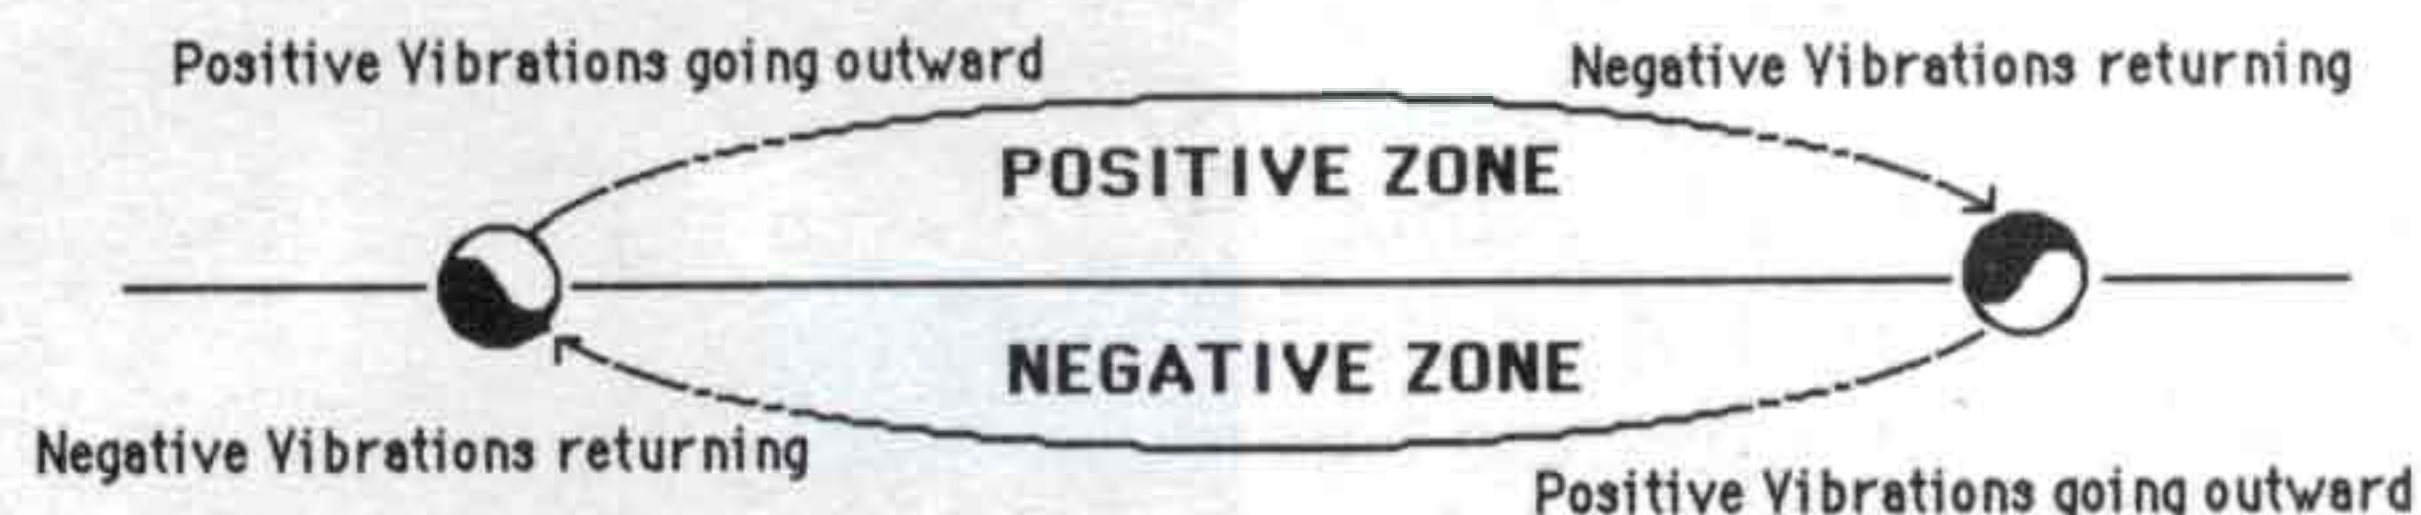 Positive Vibrations going outward
Negative Vibrations returning
POSITIVE ZONE
NEGATIVE ZONE
Negative Vibrations returning
Positive Vibrations going outward